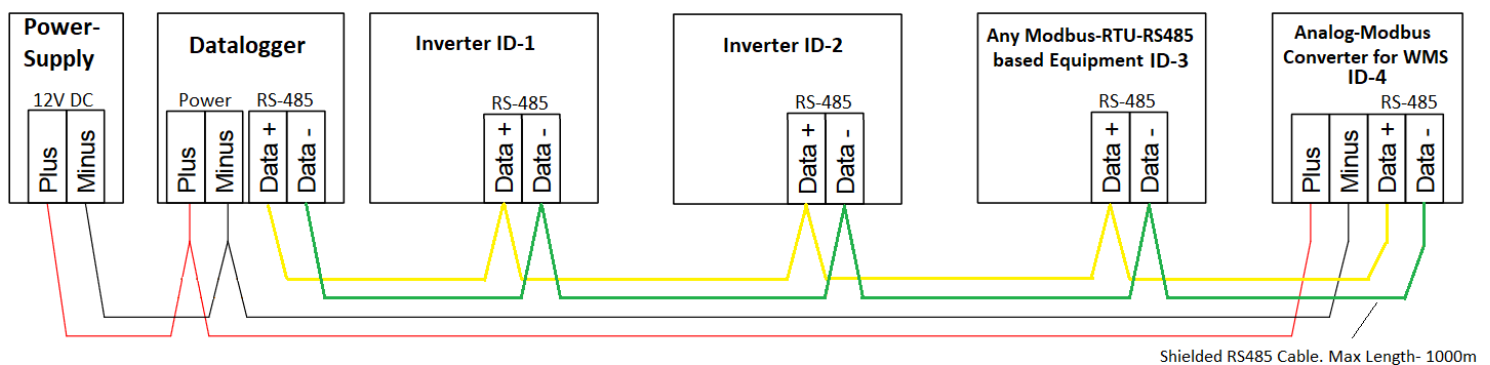 Power-
Supply
12V DC
Plus
Minus
Datalogger
Power
RS-485
Plus
Minus
Data +
Data -
Inverter ID-1
RS-485
Data +
Data -
Inverter ID-2
RS-485
Data +
Data -
Any Modbus-RTU-RS485
based Equipment ID-3
RS-485
Data +
Data -
Analog-Modbus
Converter for WMS
ID-4
RS-485
Plus
Minus
Data +
Data -
Shielded RS485 Cable. Max Length- 1000m